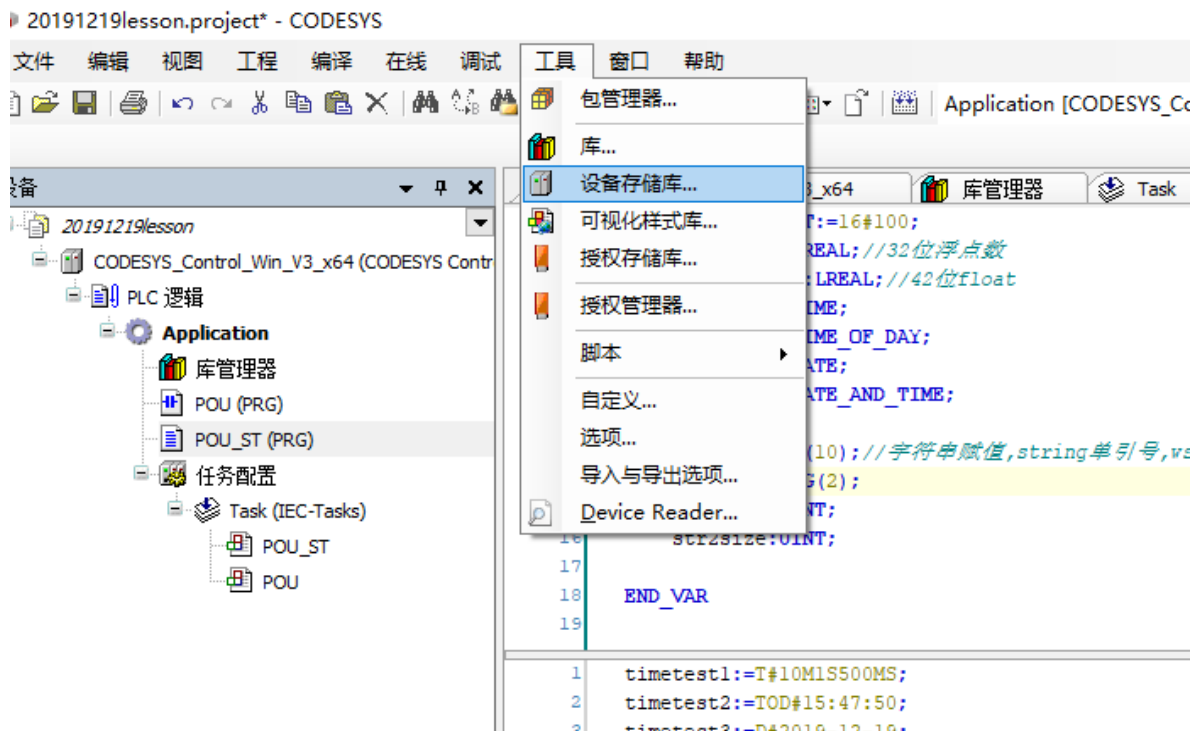 20191219lesson.project* - CODESYS
文件 编辑 视图 工程 编译 在线 调试 工具 窗口 帮助
Application [CODESYS_Co
包管理器...
库...
设备存储库...
可视化样式库...
授权存储库...
授权管理器...
脚本
自定义...
选项...
导入与导出选项...
Device Reader...
设备
20191219lesson
CODESYS_Control_Win_V3_x64 (CODESYS Contr
PLC 逻辑
Application
库管理器
POU (PRG)
POU_ST (PRG)
任务配置
Task (IEC-Tasks)
POU_ST
POU
3_x64 库管理器 Task
T:=16#100;
REAL;//32位浮点数
:LREAL;//42位float
IME;
IME_OF_DAY;
ATE;
ATE_AND_TIME;
(10);//字符串赋值,string单引号,ws
G(2);
NT;
16 str2size:UINT;
17
18 END_VAR
19
1 timetest1:=T#10M1S500MS;
2 timetest2:=TOD#15:47:50;
3 timetest3:=D#2019-12-19;